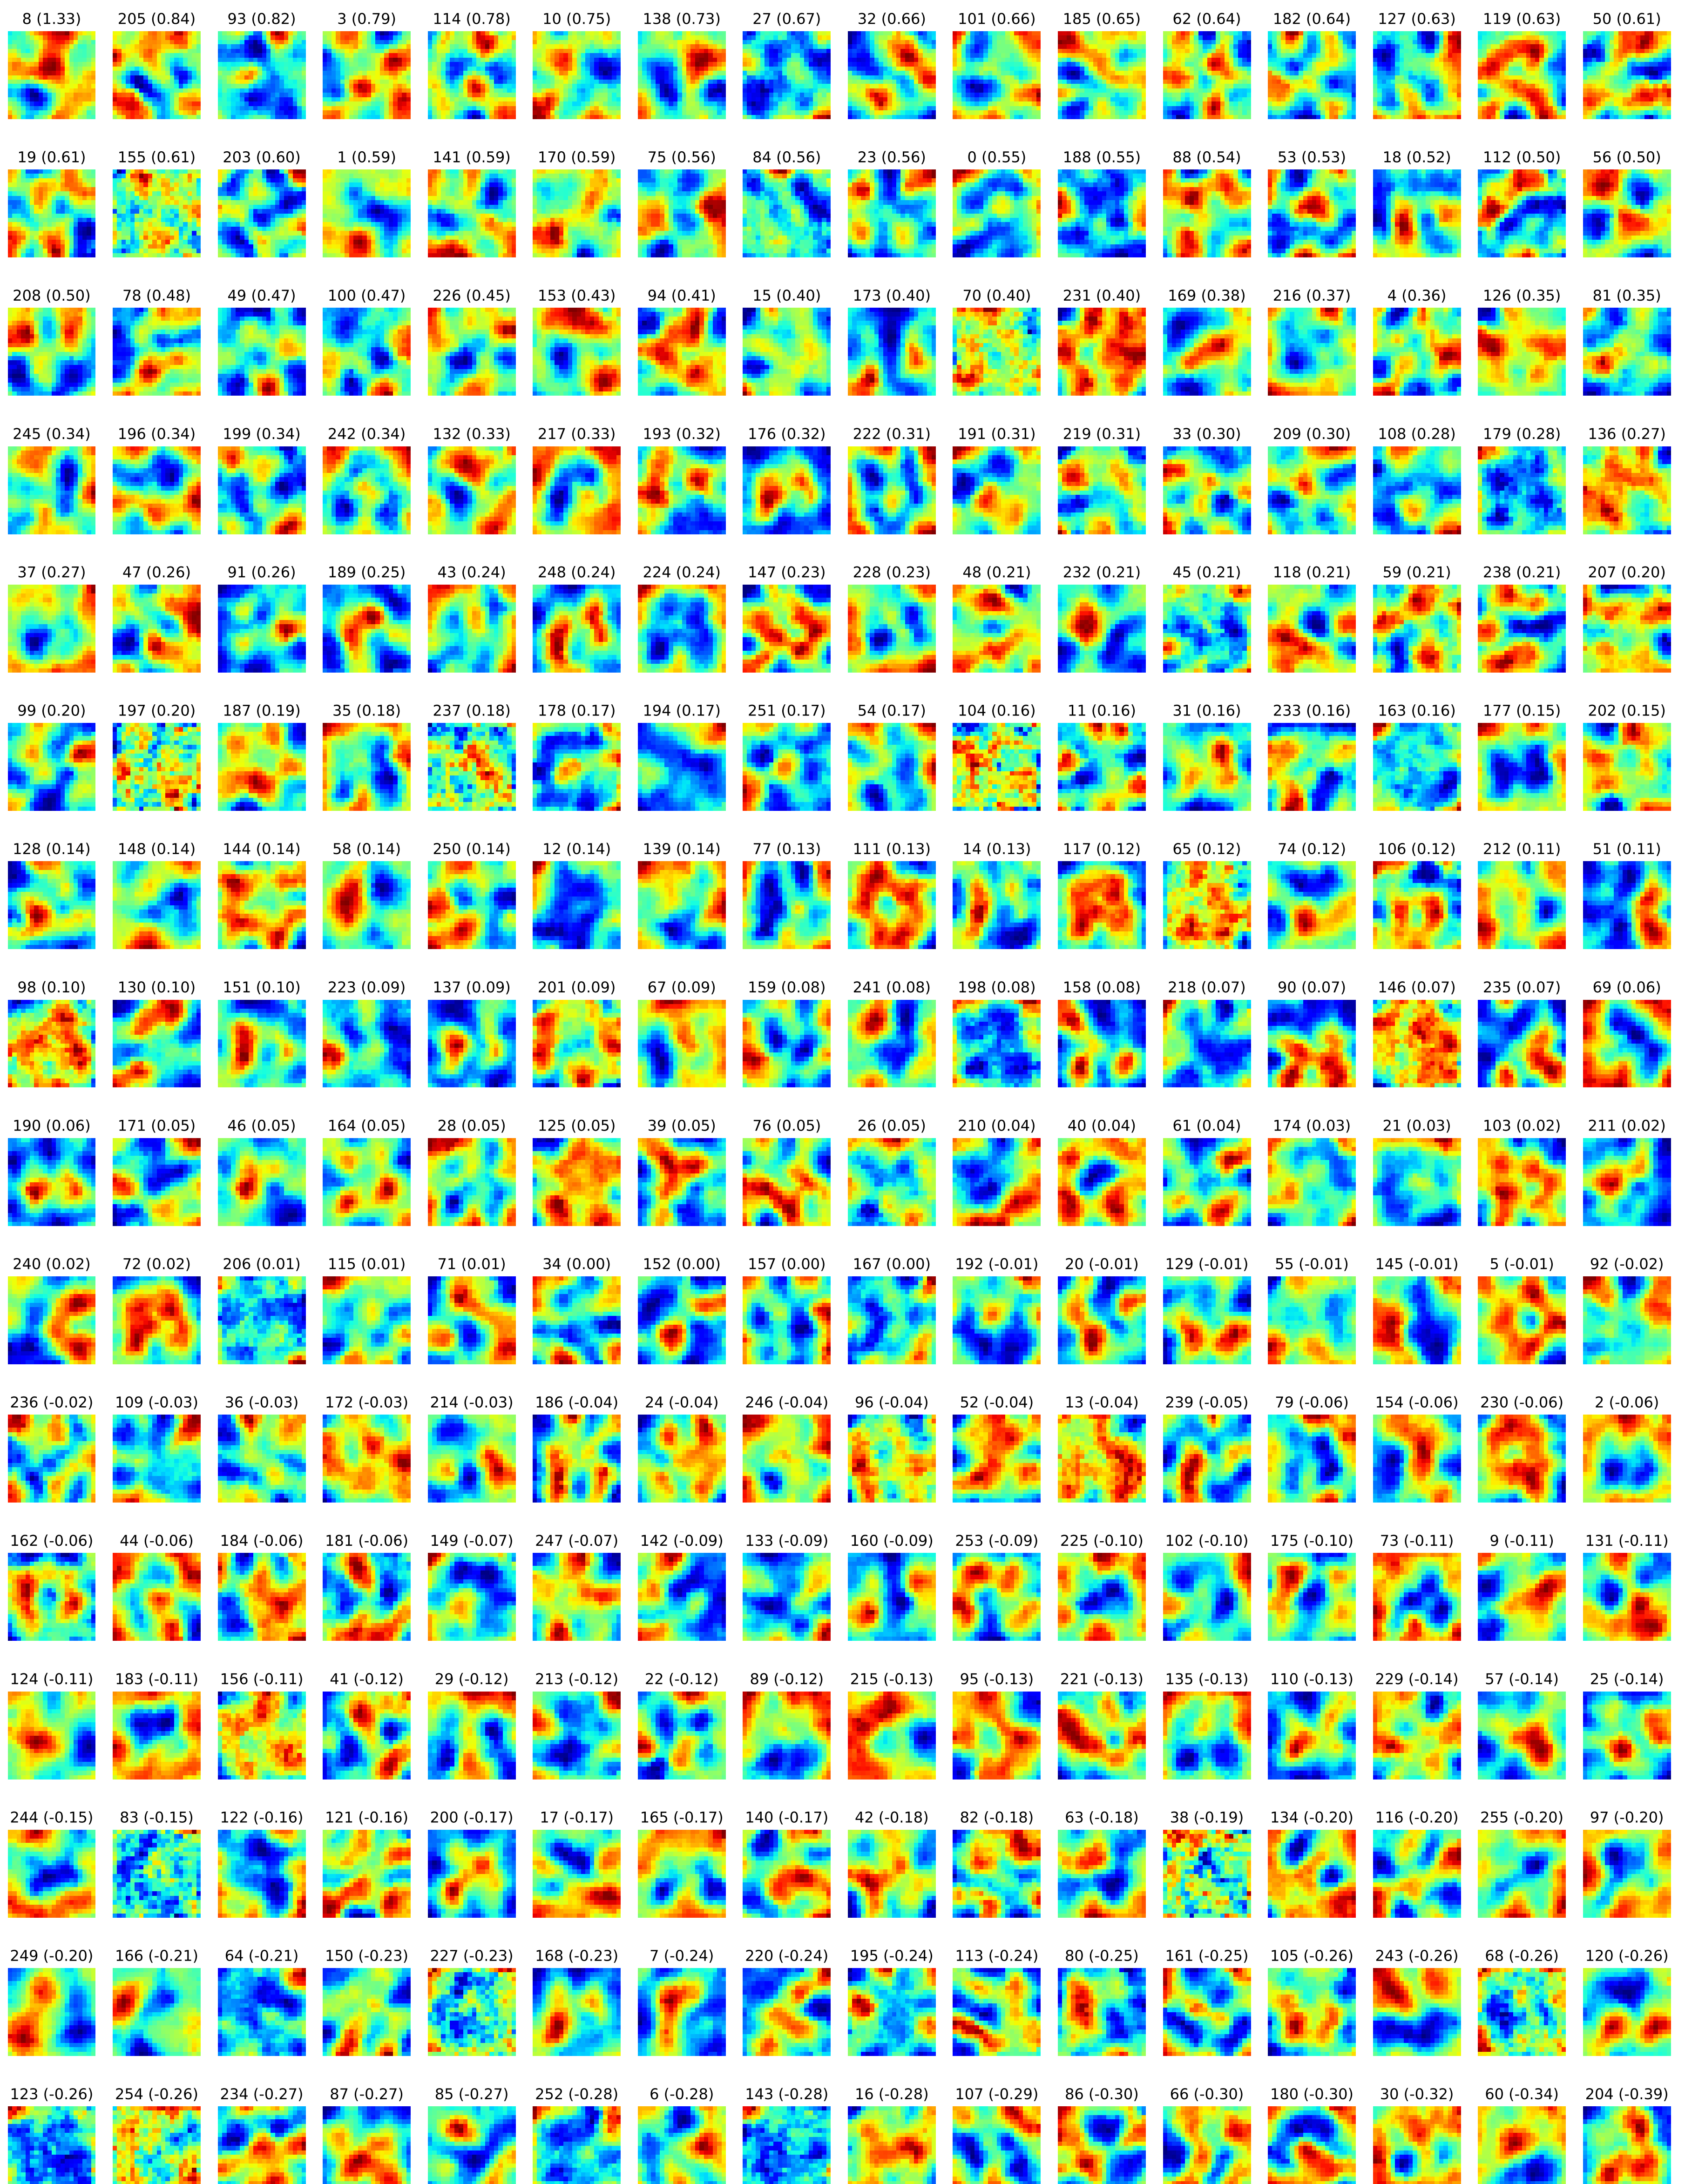 8 (1.33) 205 (0.84) 93 (0.82) 3 (0.79) 114 (0.78) 10 (0.75) 138 (0.73) 27 (0.67) 32 (0.66) 101 (0.66) 185 (0.65) 62 (0.64) 182 (0.64) 127 (0.63) 119 (0.63) 50 (0.61)
19 (0.61) 155 (0.61) 203 (0.60) 1 (0.59) 141 (0.59) 170 (0.59) 75 (0.56) 84 (0.56) 23 (0.56) 0 (0.55) 188 (0.55) 88 (0.54) 53 (0.53) 18 (0.52) 112 (0.50) 56 (0.50)
208 (0.50) 78 (0.48) 49 (0.47) 100 (0.47) 226 (0.45) 153 (0.43) 94 (0.41) 15 (0.40) 173 (0.40) 70 (0.40) 231 (0.40) 169 (0.38) 216 (0.37) 4 (0.36) 126 (0.35) 81 (0.35)
245 (0.34) 196 (0.34) 199 (0.34) 242 (0.34) 132 (0.33) 217 (0.33) 193 (0.32) 176 (0.32) 222 (0.31) 191 (0.31) 219 (0.31) 33 (0.30) 209 (0.30) 108 (0.28) 179 (0.28) 136 (0.27)
37 (0.27) 47 (0.26) 91 (0.26) 189 (0.25) 43 (0.24) 248 (0.24) 224 (0.24) 147 (0.23) 228 (0.23) 48 (0.21) 232 (0.21) 45 (0.21) 118 (0.21) 59 (0.21) 238 (0.21) 207 (0.20)
99 (0.20) 197 (0.20) 187 (0.19) 35 (0.18) 237 (0.18) 178 (0.17) 194 (0.17) 251 (0.17) 54 (0.17) 104 (0.16) 11 (0.16) 31 (0.16) 233 (0.16) 163 (0.16) 177 (0.15) 202 (0.15)
128 (0.14) 148 (0.14) 144 (0.14) 58 (0.14) 250 (0.14) 12 (0.14) 139 (0.14) 77 (0.13) 111 (0.13) 14 (0.13) 117 (0.12) 65 (0.12) 74 (0.12) 106 (0.12) 212 (0.11) 51 (0.11)
98 (0.10) 130 (0.10) 151 (0.10) 223 (0.09) 137 (0.09) 201 (0.09) 67 (0.09) 159 (0.08) 241 (0.08) 198 (0.08) 158 (0.08) 218 (0.07) 90 (0.07) 146 (0.07) 235 (0.07) 69 (0.06)
190 (0.06) 171 (0.05) 46 (0.05) 164 (0.05) 28 (0.05) 125 (0.05) 39 (0.05) 76 (0.05) 26 (0.05) 210 (0.04) 40 (0.04) 61 (0.04) 174 (0.03) 21 (0.03) 103 (0.02) 211 (0.02)
240 (0.02) 72 (0.02) 206 (0.01) 115 (0.01) 71 (0.01) 34 (0.00) 152 (0.00) 157 (0.00) 167 (0.00) 192 (-0.01) 20 (-0.01) 129 (-0.01) 55 (-0.01) 145 (-0.01) 5 (-0.01) 92 (-0.02)
236 (-0.02) 109 (-0.03) 36 (-0.03) 172 (-0.03) 214 (-0.03) 186 (-0.04) 24 (-0.04) 246 (-0.04) 96 (-0.04) 52 (-0.04) 13 (-0.04) 239 (-0.05) 79 (-0.06) 154 (-0.06) 230 (-0.06) 2 (-0.06)
162 (-0.06) 44 (-0.06) 184 (-0.06) 181 (-0.06) 149 (-0.07) 247 (-0.07) 142 (-0.09) 133 (-0.09) 160 (-0.09) 253 (-0.09) 225 (-0.10) 102 (-0.10) 175 (-0.10) 73 (-0.11) 9 (-0.11) 131 (-0.11)
124 (-0.11) 183 (-0.11) 156 (-0.11) 41 (-0.12) 29 (-0.12) 213 (-0.12) 22 (-0.12) 89 (-0.12) 215 (-0.13) 95 (-0.13) 221 (-0.13) 135 (-0.13) 110 (-0.13) 229 (-0.14) 57 (-0.14) 25 (-0.14)
244 (-0.15) 83 (-0.15) 122 (-0.16) 121 (-0.16) 200 (-0.17) 17 (-0.17) 165 (-0.17) 140 (-0.17) 42 (-0.18) 82 (-0.18) 63 (-0.18) 38 (-0.19) 134 (-0.20) 116 (-0.20) 255 (-0.20) 97 (-0.20)
249 (-0.20) 166 (-0.21) 64 (-0.21) 150 (-0.23) 227 (-0.23) 168 (-0.23) 7 (-0.24) 220 (-0.24) 195 (-0.24) 113 (-0.24) 80 (-0.25) 161 (-0.25) 105 (-0.26) 243 (-0.26) 68 (-0.26) 120 (-0.26)
123 (-0.26) 254 (-0.26) 234 (-0.27) 87 (-0.27) 85 (-0.27) 252 (-0.28) 6 (-0.28) 143 (-0.28) 16 (-0.28) 107 (-0.29) 86 (-0.30) 66 (-0.30) 180 (-0.30) 30 (-0.32) 60 (-0.34) 204 (-0.39)